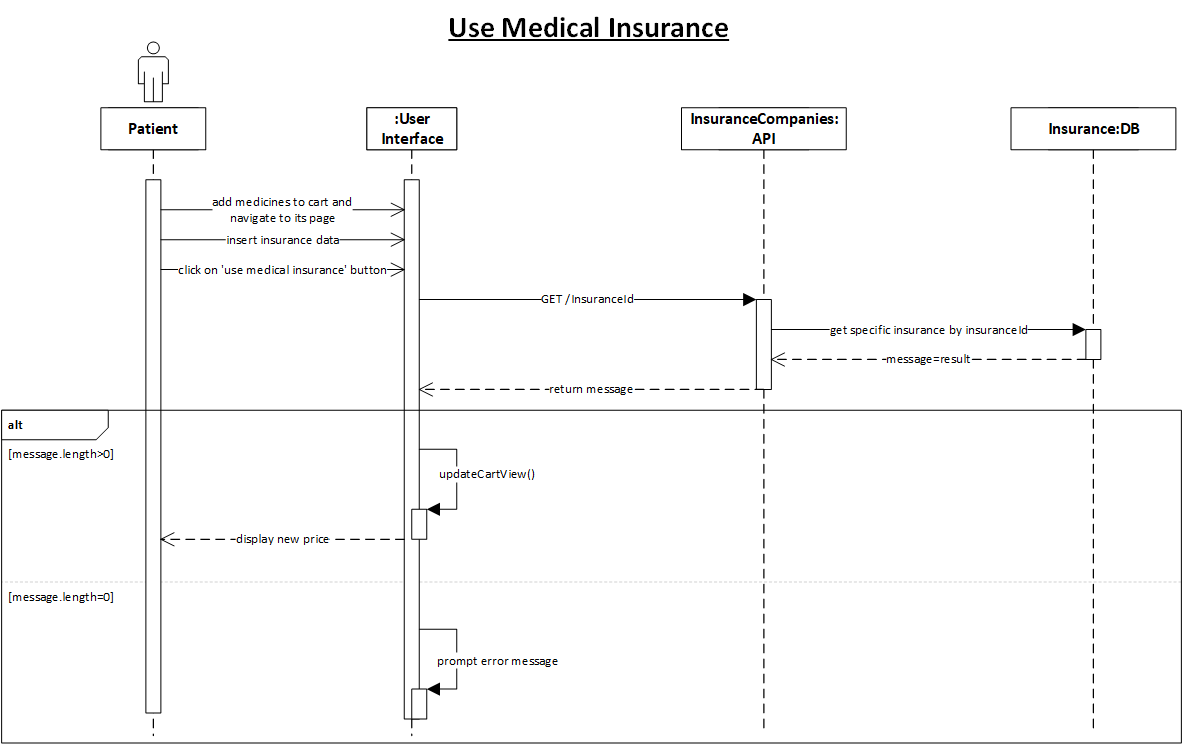 Use Medical Insurance
Patient
:User
Interface
InsuranceCompanies:
API
Insurance:DB
add medicines to cart and
navigate to its page
insert insurance data
click on 'use medical insurance' button
GET /InsuranceId
get specific insurance by insuranceId
message=result
return message
alt
[message.length>0]
updateCartView()
display new price
[message.length=0]
prompt error message